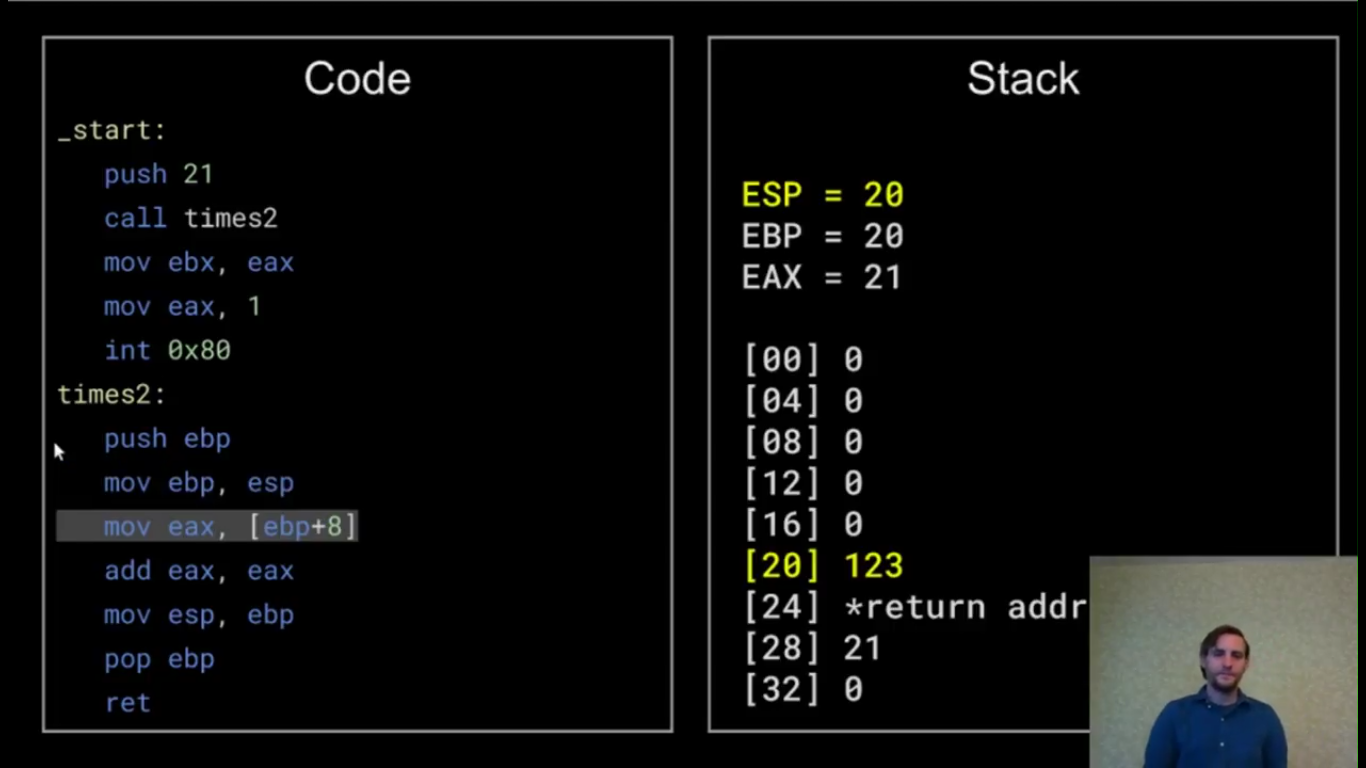 Code
_start:
push 21
call times2
mov ebx, eax
mov eax, 1
int 0x80
times2:
push ebp
mov ebp, esp
mov eax, [ebp+8]
add eax, eax
mov esp, ebp
pop ebp
ret
Stack
ESP = 20
EBP = 20
EAX = 21
[00] 0
[04] 0
[08] 0
[12] 0
[16] 0
[20] 123
[24] *return addr
[28] 21
[32] 0